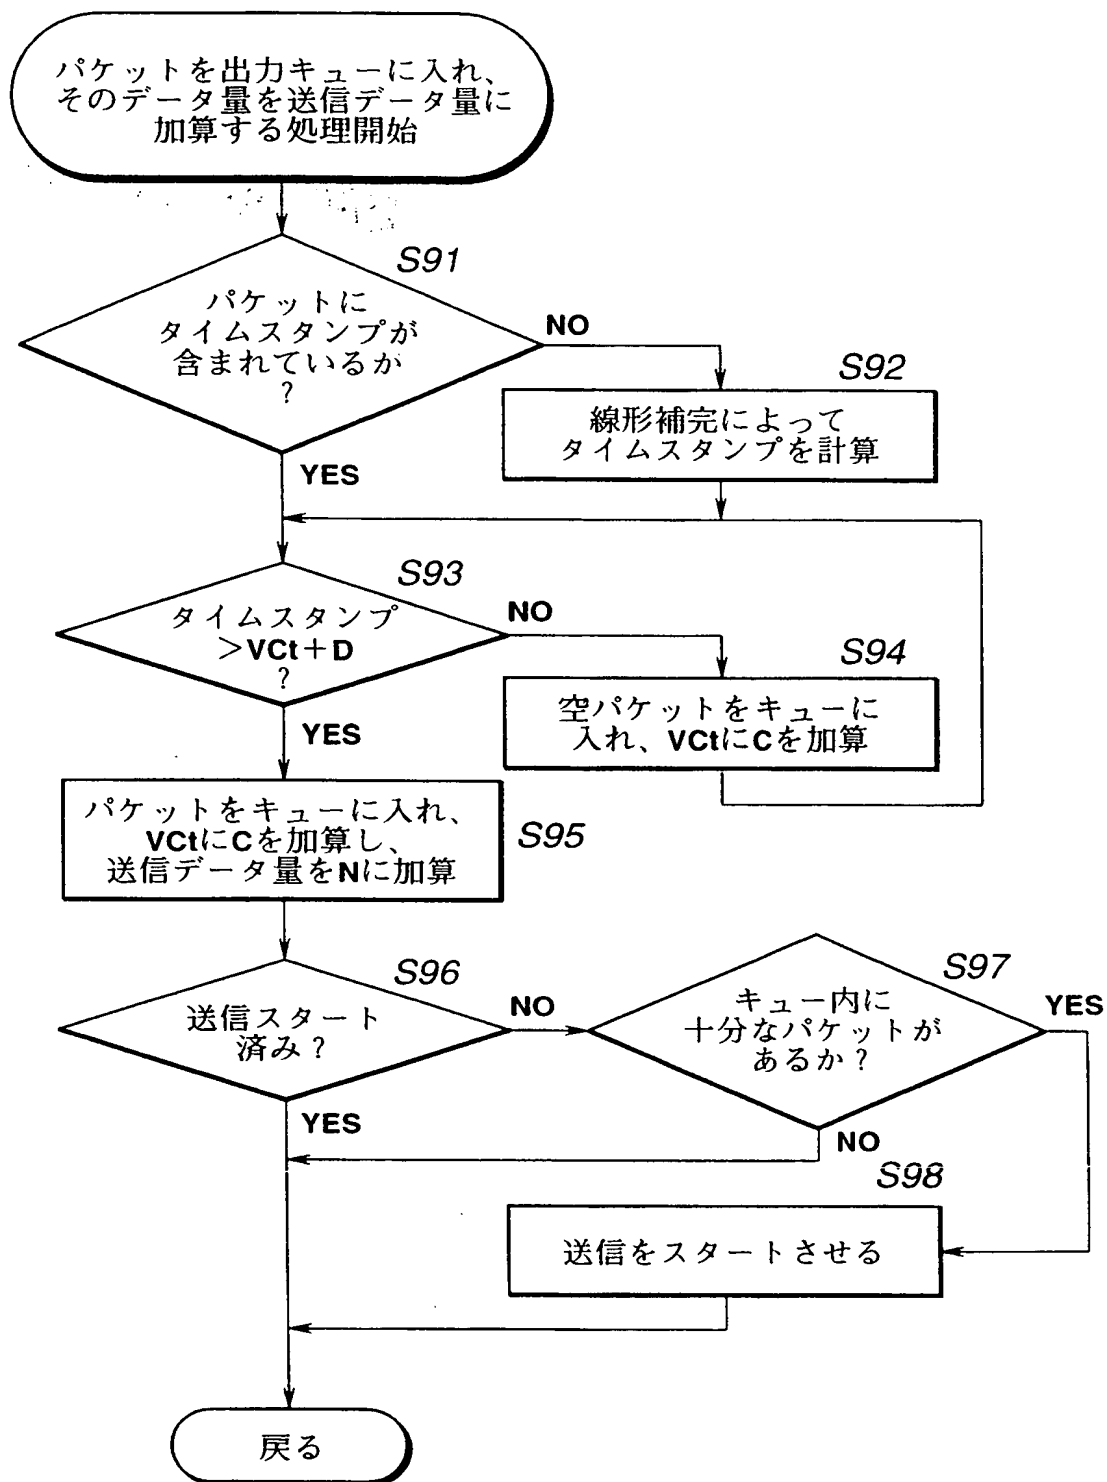 パケットを出力キューに入れ、
そのデータ量を送信データ量に
加算する処理開始
S91
パケットに
タイムスタンプが
含まれているか
?
NO
YES
S92
線形補完によって
タイムスタンプを計算
S93
タイムスタンプ
>VCt+D
?
NO
YES
S94
空パケットをキューに
入れ、VCtにCを加算
パケットをキューに入れ、
VCtにCを加算し、
送信データ量をNに加算
S95
S96
送信スタート
済み?
NO
YES
S97
キュー内に
十分なパケットが
あるか?
YES
NO
S98
送信をスタートさせる
戻る